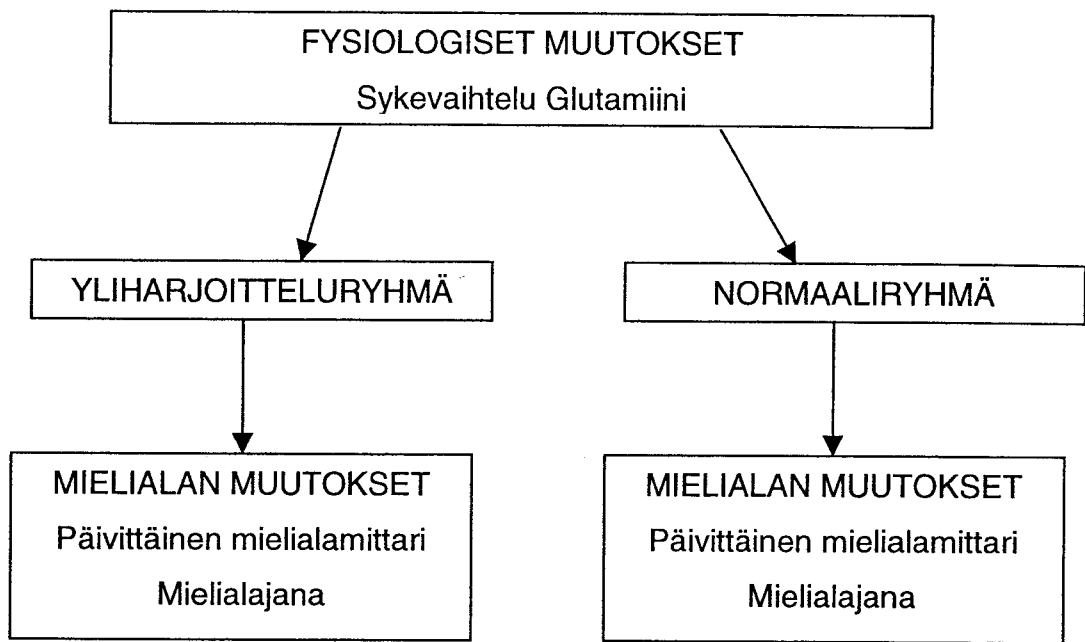 FYSIOLOGISET MUUTOKSET
Sykevaihtelu Glutamiini
YLIHARJOITTELURYHMÄ
NORMAALIRYHMÄ
MIELIALAN MUUTOKSET
Päivittäinen mielialamittari
Mielialajana
MIELIALAN MUUTOKSET
Päivittäinen mielialamittari
Mielialajana